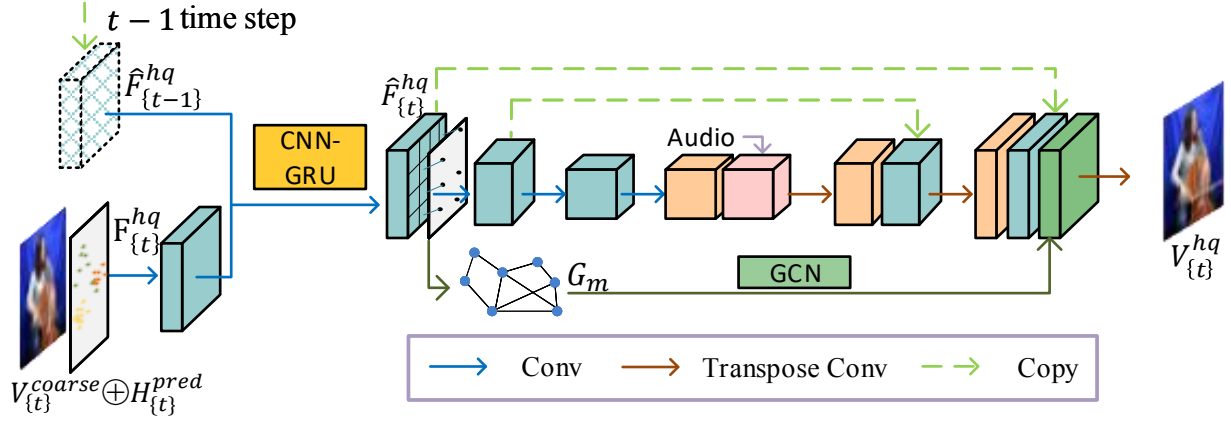 t − 1 time step
F̂^{hq}_{\{t−1\}}
CNN-
GRU
F̂^{hq}_{\{t\}}
Audio
F^{hq}_{\{t\}}
G_m
GCN
V^{hq}_{\{t\}}
V^{coarse}_{\{t\}} ⊕ H^{pred}_{\{t\}}
Conv
Transpose Conv
Copy